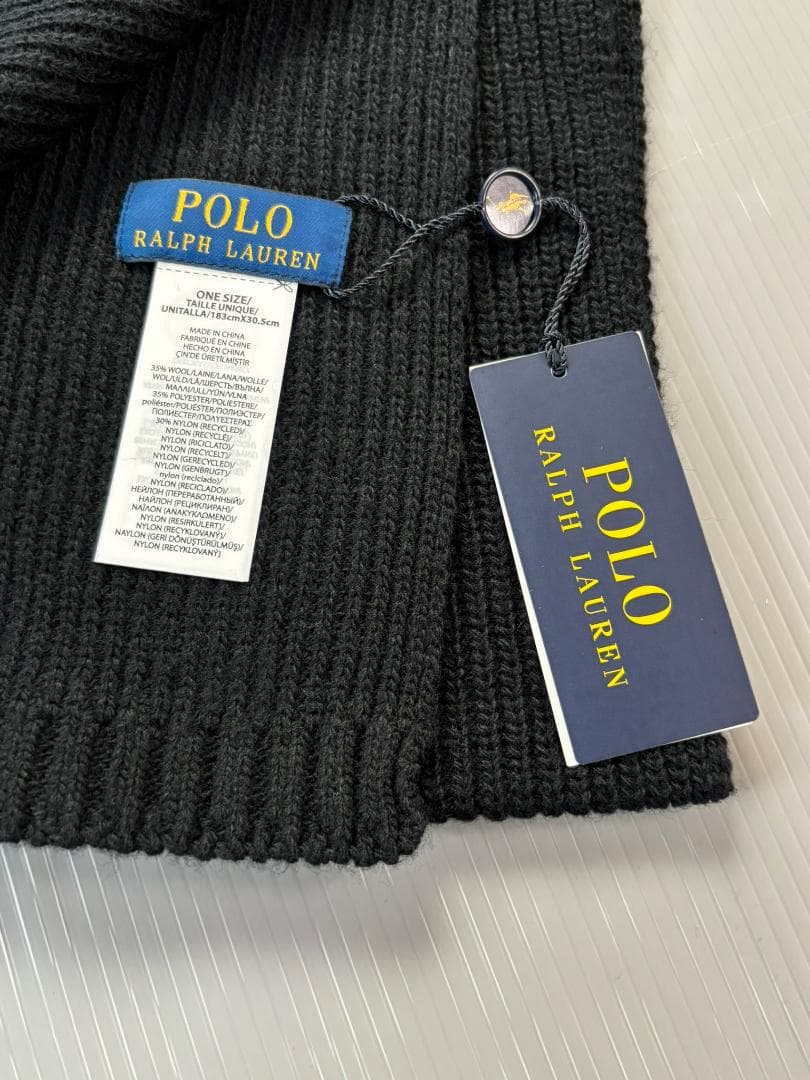 POLO
RALPH LAUREN
ONE SIZE/
TAILLE UNIQUE/
UNITALLA/183cmX30.5cm
MADE IN CHINA
FABRIQUÉ EN CHINE
HECHO EN CHINA
ÇIN'DE ÜRETİLMİŞTİR
35% WOOL/LAINE/LANA/WOLLE/
WOL/ULD/LÃ/ШЕРСТЬ/ВЪЛНА/
ΜΑΛΛΙ/ULL/YÜN/VLNA
35% POLYESTER/POLIESTERE/
poliéster/POLIÉSTER/ПОЛИЭСТЕР/
ПОЛИЕСТЕР/ΠΟΛΥΕΣΤΕΡΑΣ
30% NYLON (RECYCLED)/
NYLON (RECYCLÉ)/
NYLON (RICICLATO)/
NYLON (RECYCELT)/
NYLON (GERECYCLED)/
NYLON (GENBRUGT)/
nylon (reciclado)/
NYLON (RECICLADO)/
НЕЙЛОН (ПЕРЕРАБОТАННЫЙ)/
НАЙЛОН (РЕЦИКЛИРАН)/
ΝΑΪΛΟΝ (ΑΝΑΚΥΚΛΩΜΕΝΟ)/
NYLON (RESIRKULERT)/
NYLON (RECYKLOVANÝ)/
NAYLON (GERİ DÖNÜŞTÜRÜLMÜŞ)/
NYLON (RECYKLOVANÝ)
POLO
RALPH LAUREN